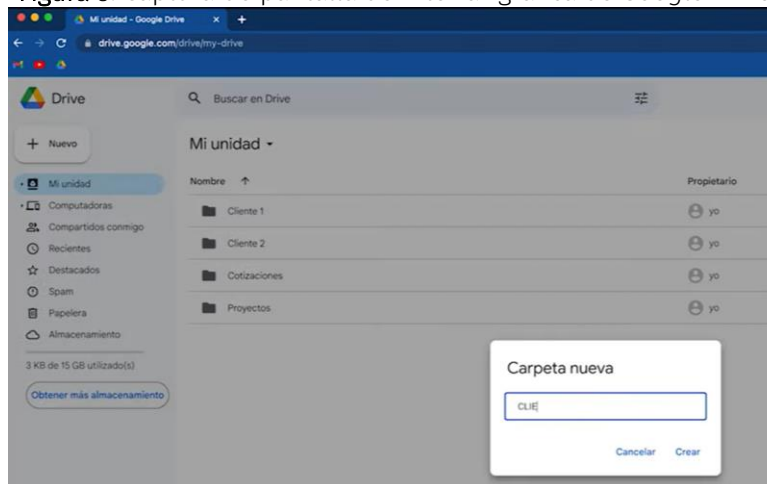 Mi unidad - Google Drive
drive.google.com/drive/my-drive
Drive
Buscar en Drive
Nuevo
Mi unidad
Mi unidad
Nombre
Propietario
Computadoras
Cliente 1
yo
Compartidos conmigo
Cliente 2
yo
Recientes
Destacados
Cotizaciones
yo
Spam
Papelera
Proyectos
yo
Almacenamiento
3 KB de 15 GB utilizado(s)
Obtener más almacenamiento
Carpeta nueva
CLIE
Cancelar Crear